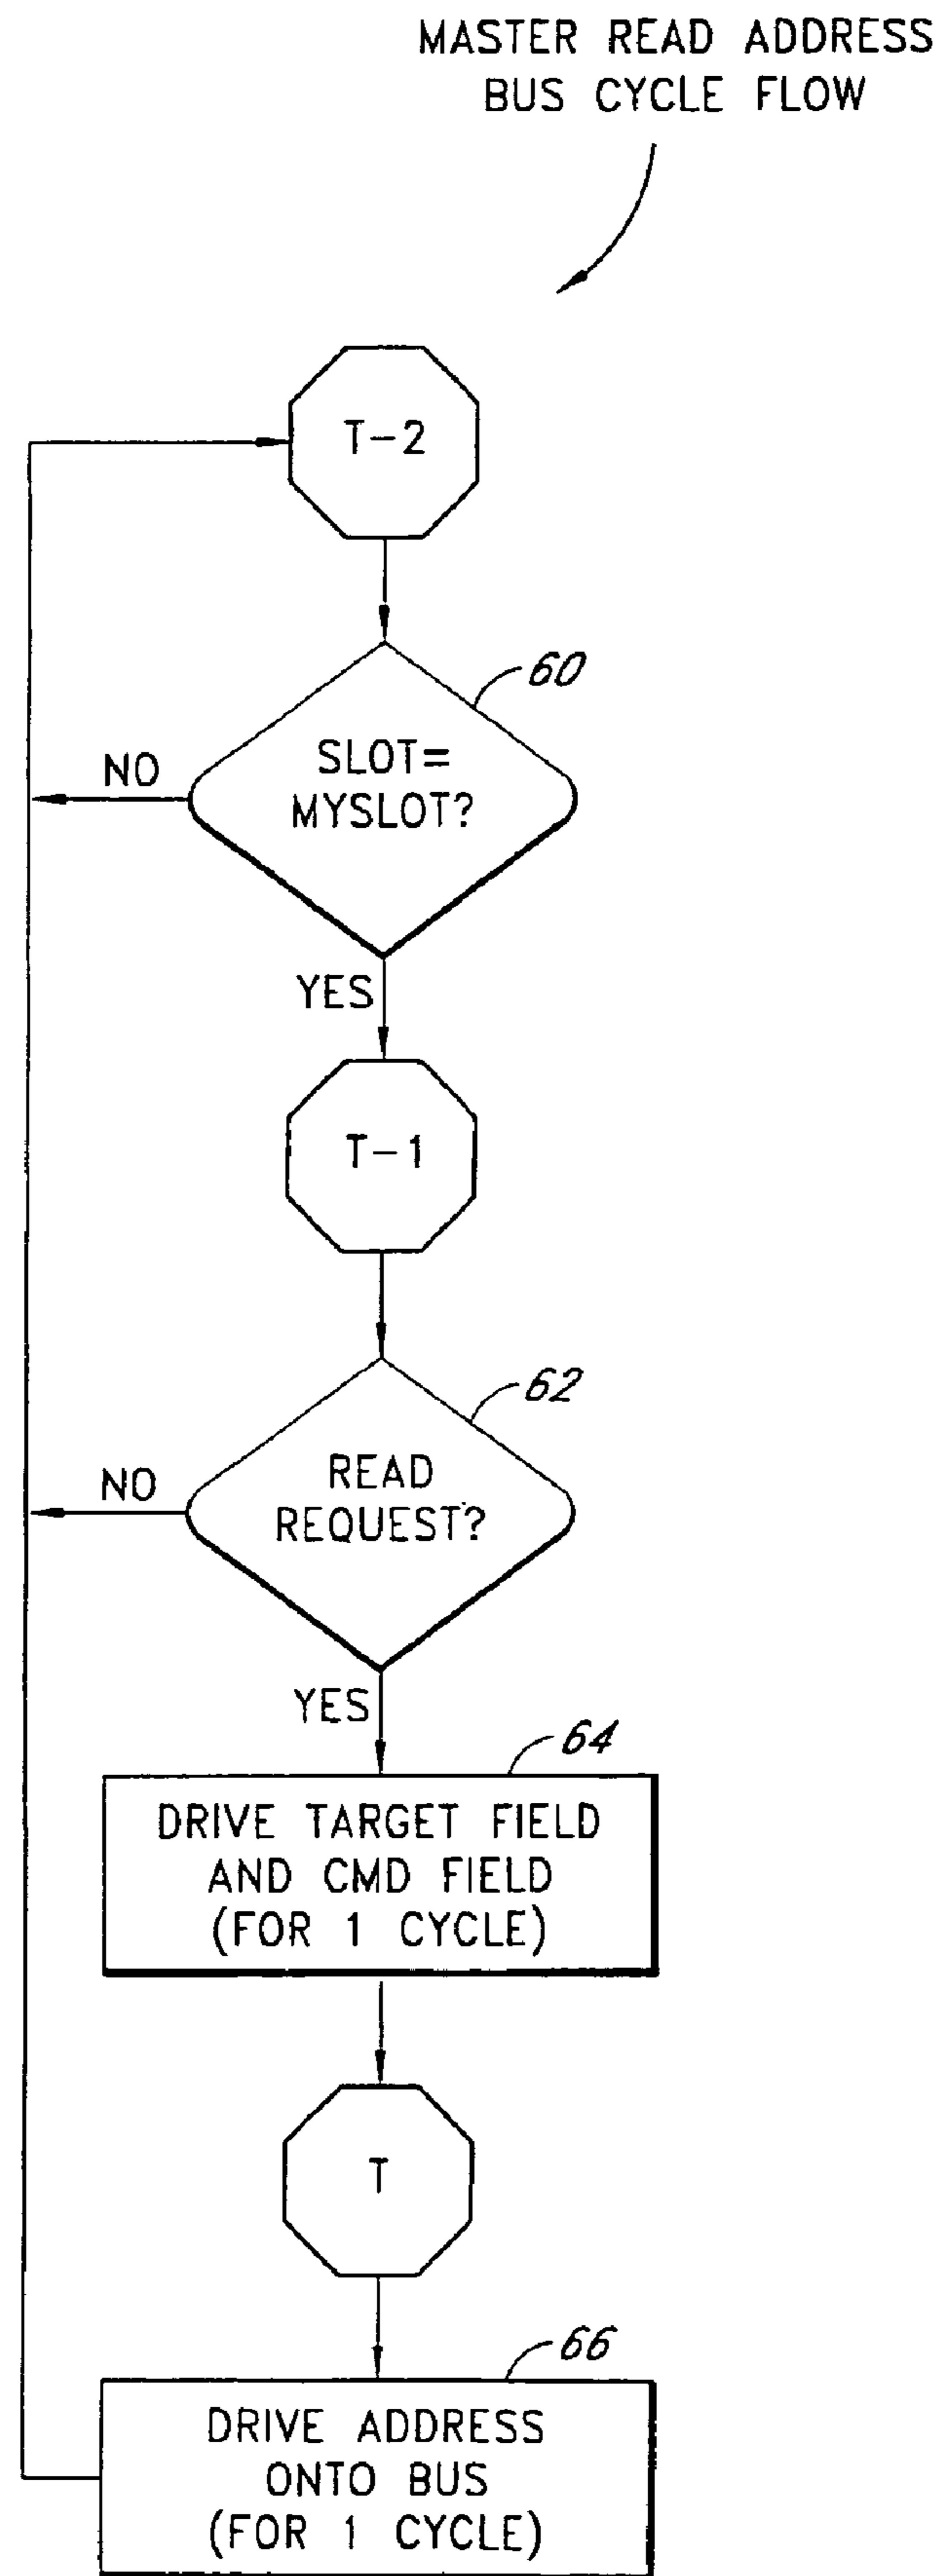 MASTER READ ADDRESS
BUS CYCLE FLOW
T-2
60
SLOT=
MYSLOT?
NO
YES
T-1
62
READ
REQUEST?
NO
YES
64
DRIVE TARGET FIELD
AND CMD FIELD
(FOR 1 CYCLE)
T
66
DRIVE ADDRESS
ONTO BUS
(FOR 1 CYCLE)